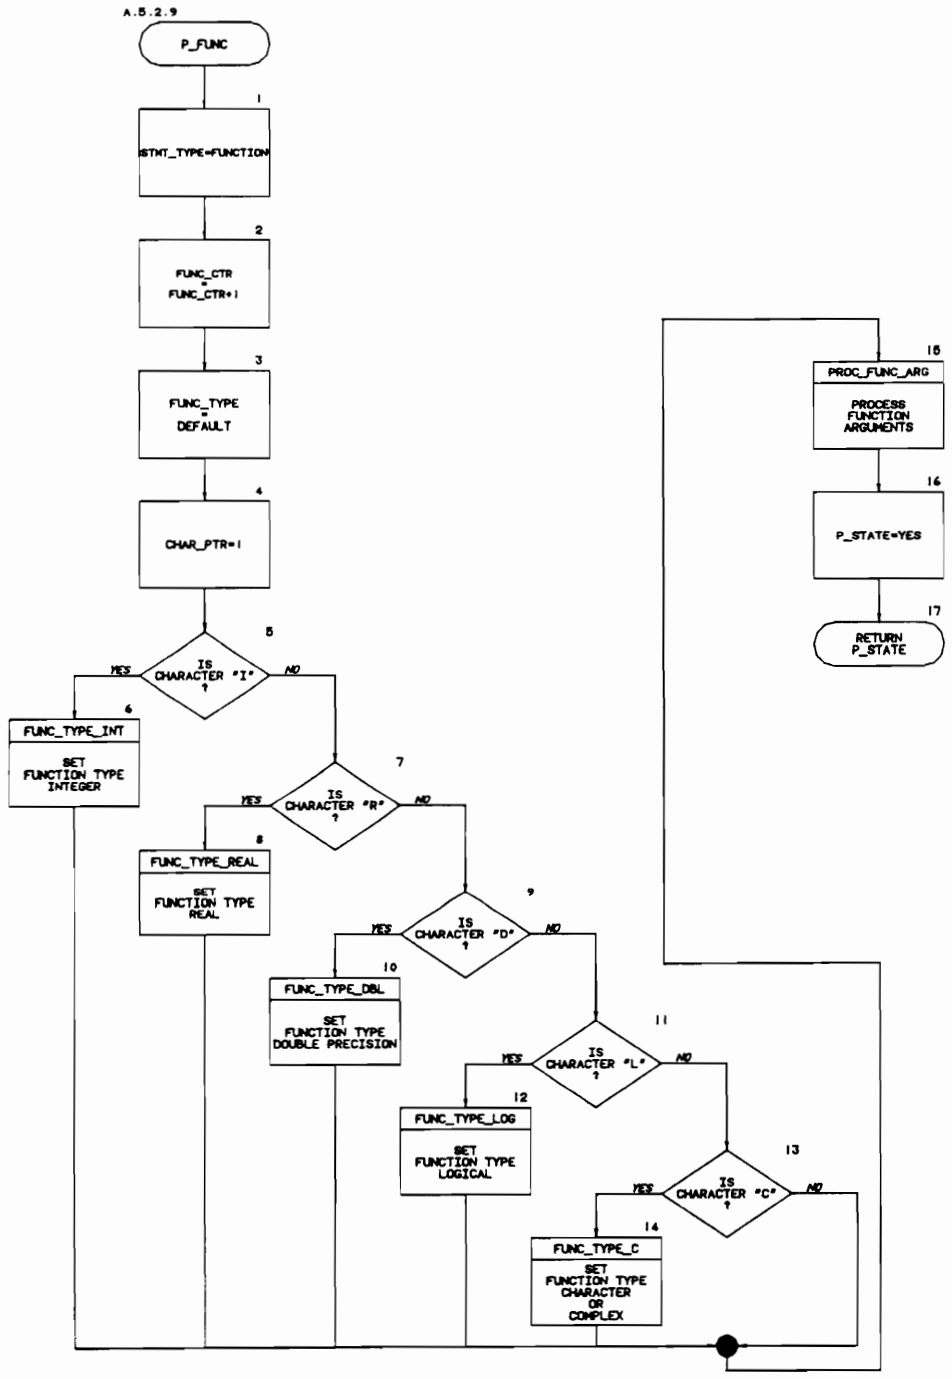 A.5.2.9
P_FUNC
1
STMT_TYPE=FUNCTION
2
FUNC_CTR
=
FUNC_CTR+1
3
FUNC_TYPE
=
DEFAULT
4
CHAR_PTR=1
5
IS
CHARACTER "I"
?
YES
NO
6
FUNC_TYPE_INT
SET
FUNCTION TYPE
INTEGER
7
IS
CHARACTER "R"
?
YES
NO
8
FUNC_TYPE_REAL
SET
FUNCTION TYPE
REAL
9
IS
CHARACTER "D"
?
YES
NO
10
FUNC_TYPE_DBL
SET
FUNCTION TYPE
DOUBLE PRECISION
11
IS
CHARACTER "L"
?
YES
NO
12
FUNC_TYPE_LOG
SET
FUNCTION TYPE
LOGICAL
13
IS
CHARACTER "C"
?
YES
NO
14
FUNC_TYPE_C
SET
FUNCTION TYPE
CHARACTER
OR
COMPLEX
15
PROC_FUNC_ARG
PROCESS
FUNCTION
ARGUMENTS
16
P_STATE=YES
17
RETURN
P_STATE